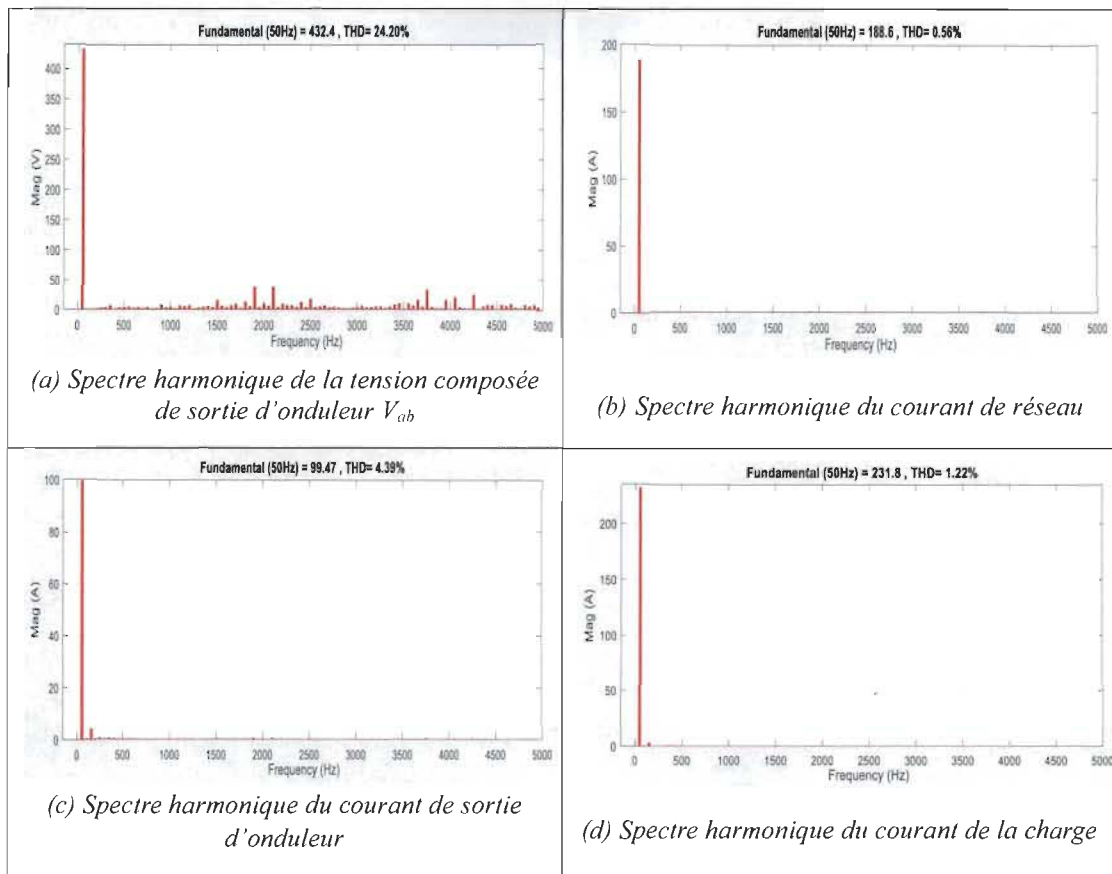 Fundamental (50Hz) = 432.4 , THD= 24.20%
400
350
300
250
200
150
100
50
0
Mag (V)
0 500 1000 1500 2000 2500 3000 3500 4000 4500 5000
Frequency (Hz)
(a) Spectre harmonique de la tension composée
de sortie d'onduleur Vab
Fundamental (50Hz) = 188.6 , THD= 0.56%
200
150
100
50
0
Mag (A)
0 500 1000 1500 2000 2500 3000 3500 4000 4500 5000
Frequency (Hz)
(b) Spectre harmonique du courant de réseau
Fundamental (50Hz) = 99.47 , THD= 4.39%
100
80
60
40
20
0
Mag (A)
0 500 1000 1500 2000 2500 3000 3500 4000 4500 5000
Frequency (Hz)
(c) Spectre harmonique du courant de sortie
d'onduleur
Fundamental (50Hz) = 231.8 , THD= 1.22%
200
150
100
50
0
Mag (A)
0 500 1000 1500 2000 2500 3000 3500 4000 4500 5000
Frequency (Hz)
(d) Spectre harmonique du courant de la charge